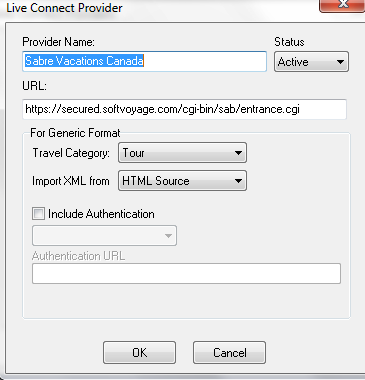 Live Connect Provider
Provider Name:
Status
Sabre Vacations Canada
Active
URL:
https://secured.softvoyage.com/cgi-bin/sab/entrance.cgi
For Generic Format
Travel Category:
Tour
Import XML from
HTML Source
Include Authentication
Authentication URL
OK
Cancel